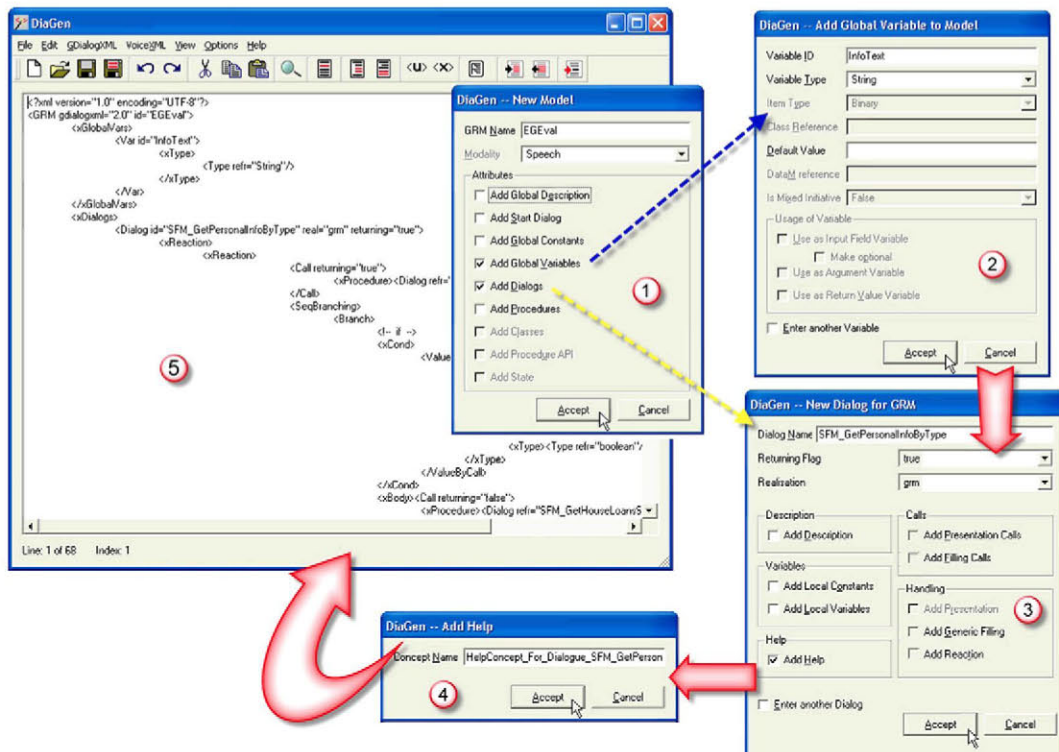 DiaGen
File Edit GDialogXML VoiceXML View Options Help
<U> <X> N
<?xml version="1.0" encoding="UTF-8"?>
<GRM gdialogxml="2.0" id="EGEval">
<xGlobalVars>
<Var id="InfoText">
<xType>
<Type refr="String"/>
</xType>
</Var>
</xGlobalVars>
<xDialogs>
<Dialog id="SFM_GetPersonalInfoByType" real="grm" returning="true">
<xReaction>
<xReaction>
<Call returning="true">
<xProcedure><Dialog refr="
</Call>
<SeqBranching>
<Branch>
<!-- if -->
<xCond>
<Value
<xType><Type refr="boolean"/
</xType>
</ValueByCall>
</xCond>
<xBody><Call returning="false">
<xProcedure><Dialog refr="SFM_GetHouseLoansS
5
Line: 1 of 68 Index: 1
DiaGen -- New Model
GRM Name EGEval
Modality Speech
Attributes
Add Global Description
Add Start Dialog
Add Global Constants
Add Global Variables
Add Dialogs
Add Procedures
Add Classes
Add Procedure API
Add State
1
Accept Cancel
DiaGen -- Add Global Variable to Model
Variable ID InfoText
Variable Type String
Item Type Binary
Class Reference
Default Value
DataM reference
Is Mixed Initiative False
Usage of Variable
Use as Input Field Variable
Make optional
Use as Argument Variable
Use as Return Value Variable
2
Enter another Variable
Accept Cancel
DiaGen -- New Dialog for GRM
Dialog Name SFM_GetPersonalInfoByType
Returning Flag true
Realisation grm
Description
Add Description
Variables
Add Local Constants
Add Local Variables
Help
Add Help
Calls
Add Presentation Calls
Add Filling Calls
Handling
Add Presentation
Add Generic Filling
Add Reaction
3
Enter another Dialog
Accept Cancel
DiaGen -- Add Help
Concept Name HelpConcept_For_Dialogue_SFM_GetPerson
4
Accept Cancel